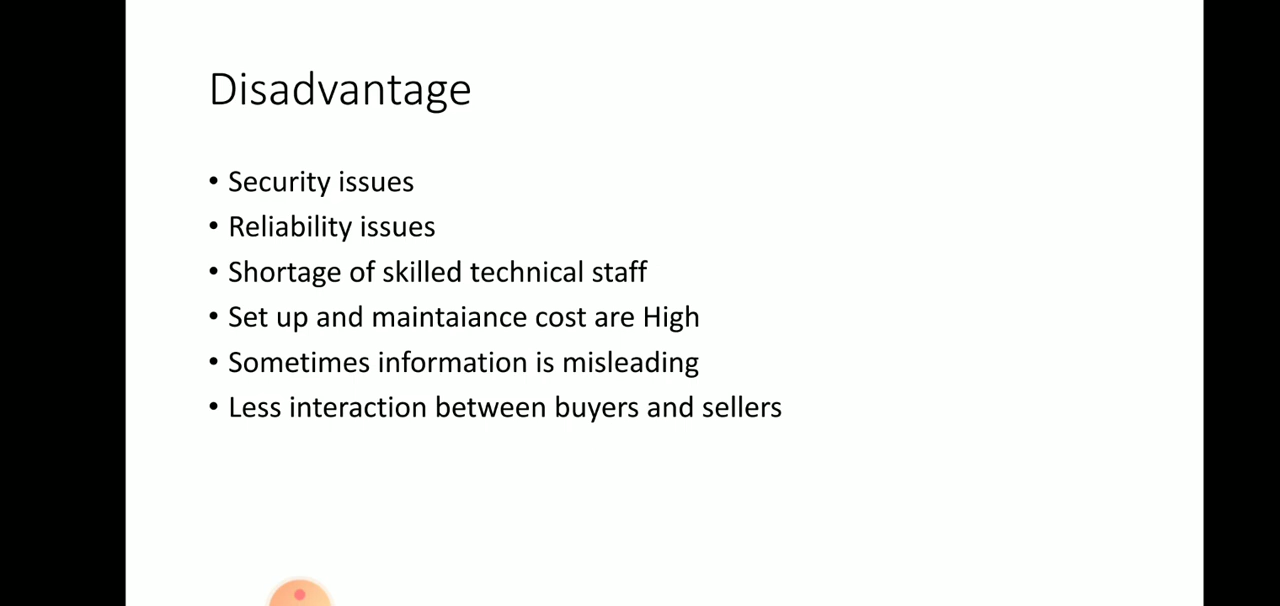 Disadvantage
• Security issues
• Reliability issues
• Shortage of skilled technical staff
• Set up and maintaiance cost are High
• Sometimes information is misleading
• Less interaction between buyers and sellers